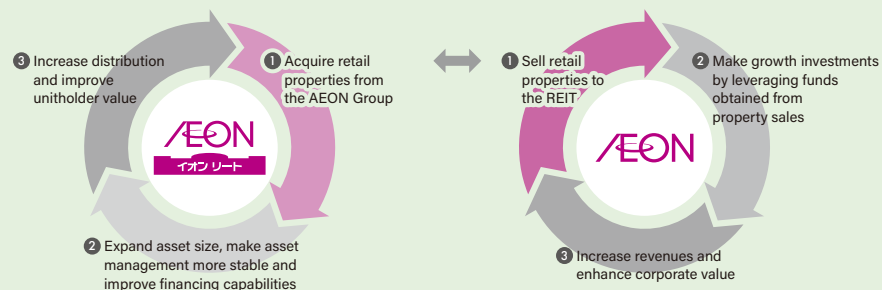 3 Increase distribution
and improve
unitholder value
1 Acquire retail
properties from
the AEON Group
ÆON
イオン リート
2 Expand asset size, make asset
management more stable and
improve financing capabilities
1 Sell retail
properties to
the REIT
2 Make growth investments
by leveraging funds
obtained from
property sales
ÆON
3 Increase revenues and
enhance corporate value